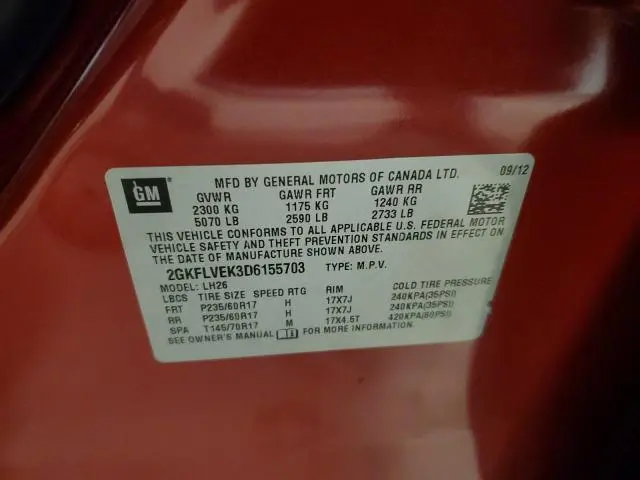 GM
MFD BY GENERAL MOTORS OF CANADA LTD. 09/12
GVWR GAWR FRT GAWR RR
2300 KG 1175 KG 1240 KG
5070 LB 2590 LB 2733 LB
THIS VEHICLE CONFORMS TO ALL APPLICABLE U.S. FEDERAL MOTOR
VEHICLE SAFETY AND THEFT PREVENTION STANDARDS IN EFFECT ON
THE DATE OF MANUFACTURE SHOWN ABOVE.
2GKFLVEK3D6155703 TYPE: M.P.V.
MODEL: LH26
LBCS TIRE SIZE SPEED RTG RIM COLD TIRE PRESSURE
FRT P235/60R17 H 17X7J 240KPA(35PSI)
RR P235/60R17 H 17X7J 240KPA(35PSI)
SPA T145/70R17 M 17X4.5T 420KPA(60PSI)
SEE OWNER'S MANUAL FOR MORE INFORMATION.